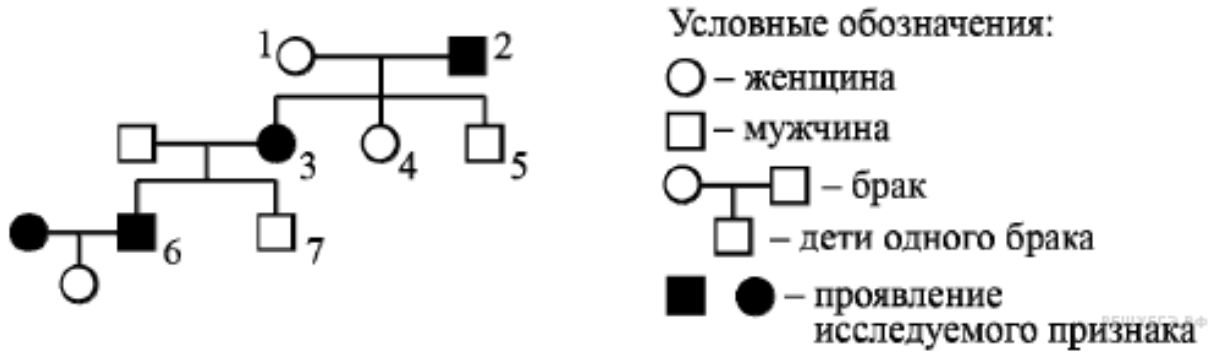 1
2
3
4
5
6
7
Условные обозначения:
– женщина
– мужчина
– брак
– дети одного брака
– проявление
исследуемого признака